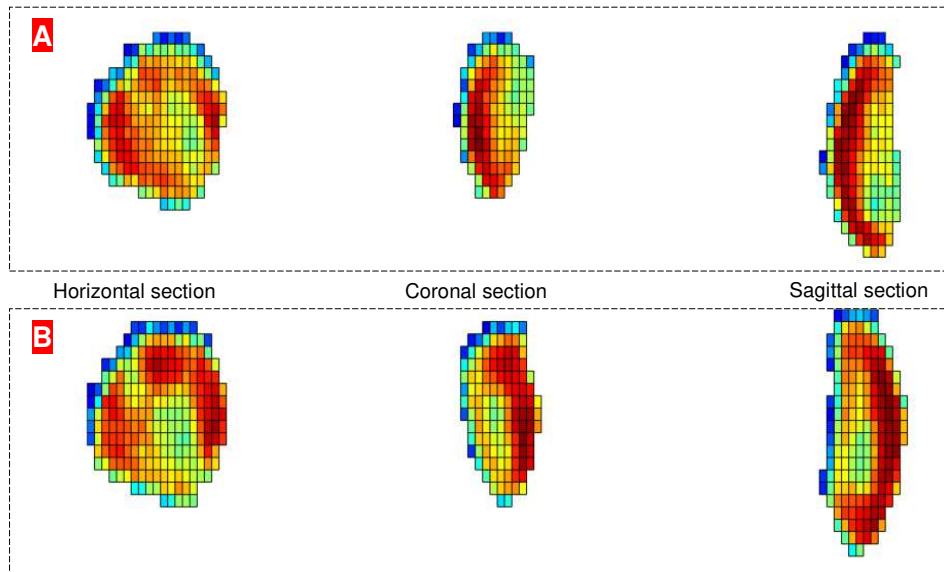 A
Horizontal section
Coronal section
Sagittal section
B